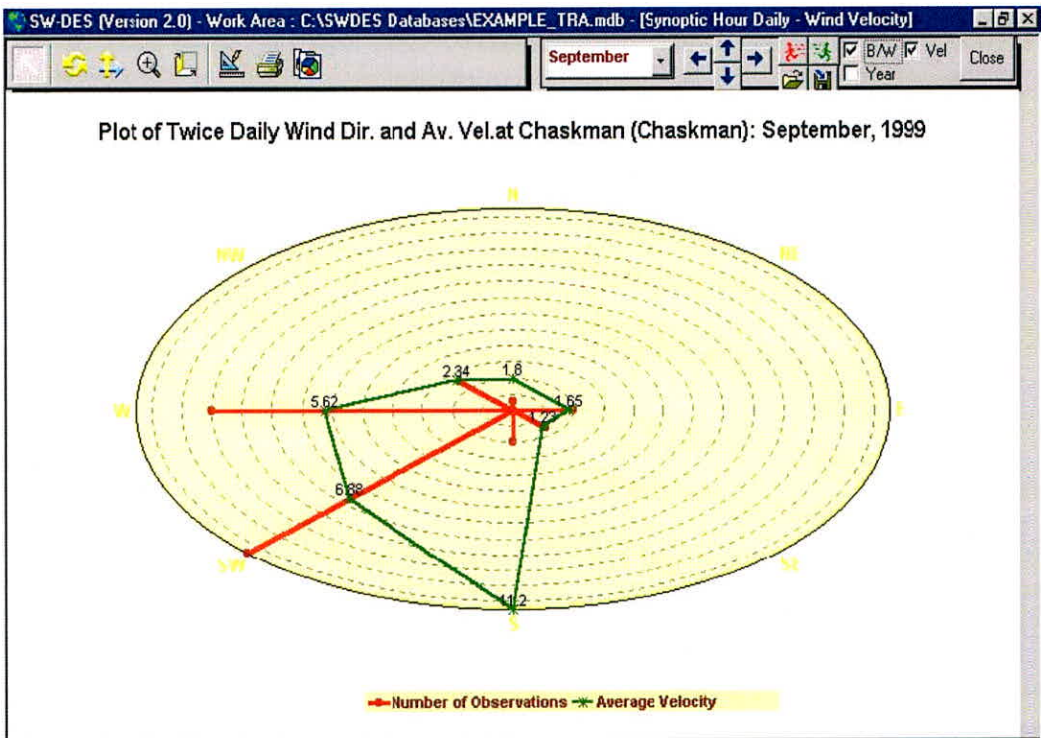 SW-DES (Version 2.0) - Work Area : C:\SWDES Databases\EXAMPLE_TRA.mdb - [Synoptic Hour Daily - Wind Velocity]
September
B/W Vel
Year
Close
Plot of Twice Daily Wind Dir. and Av. Vel.at Chaskman (Chaskman): September, 1999
N
NW
2.34 1.8
W 5.62 1.65
1.23
6.88
SW
11.2
S
Number of Observations Average Velocity